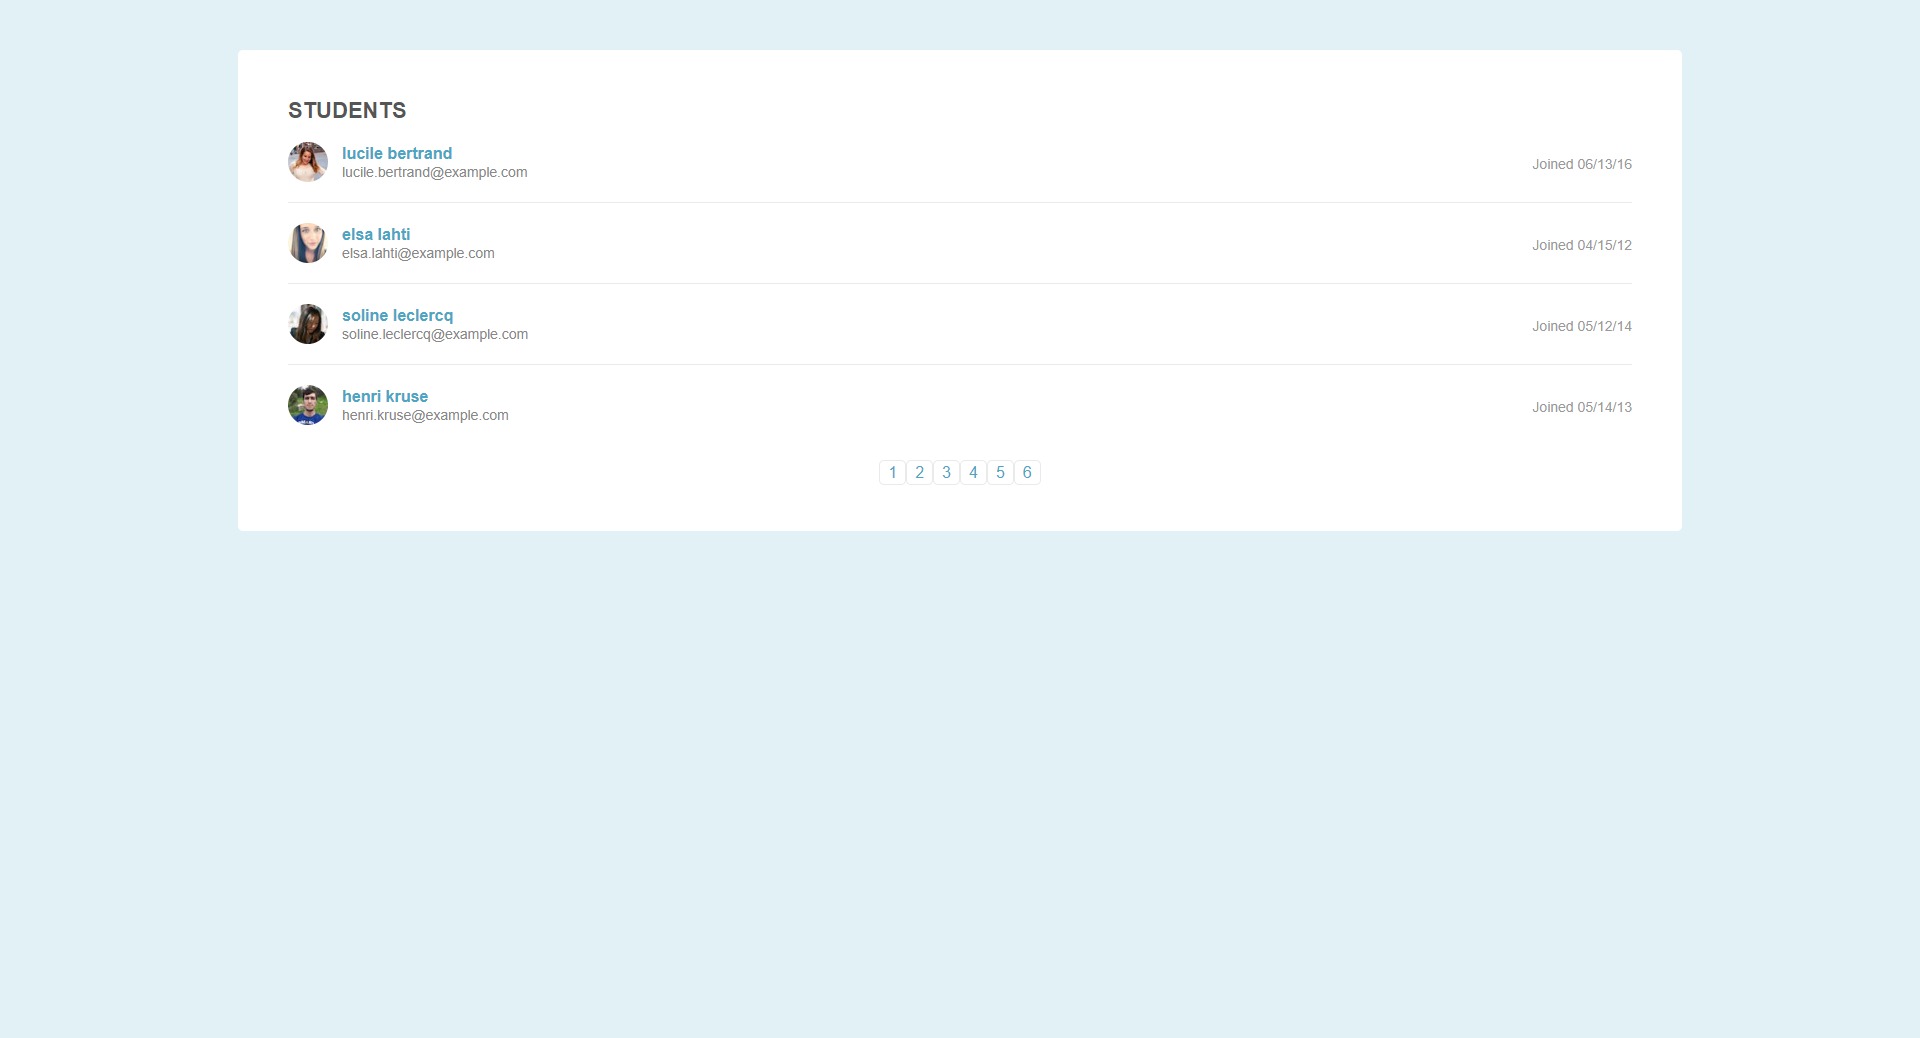 STUDENTS
lucile bertrand
lucile.bertrand@example.com
Joined 06/13/16
elsa lahti
elsa.lahti@example.com
Joined 04/15/12
soline leclercq
soline.leclercq@example.com
Joined 05/12/14
henri kruse
henri.kruse@example.com
Joined 05/14/13
1 2 3 4 5 6